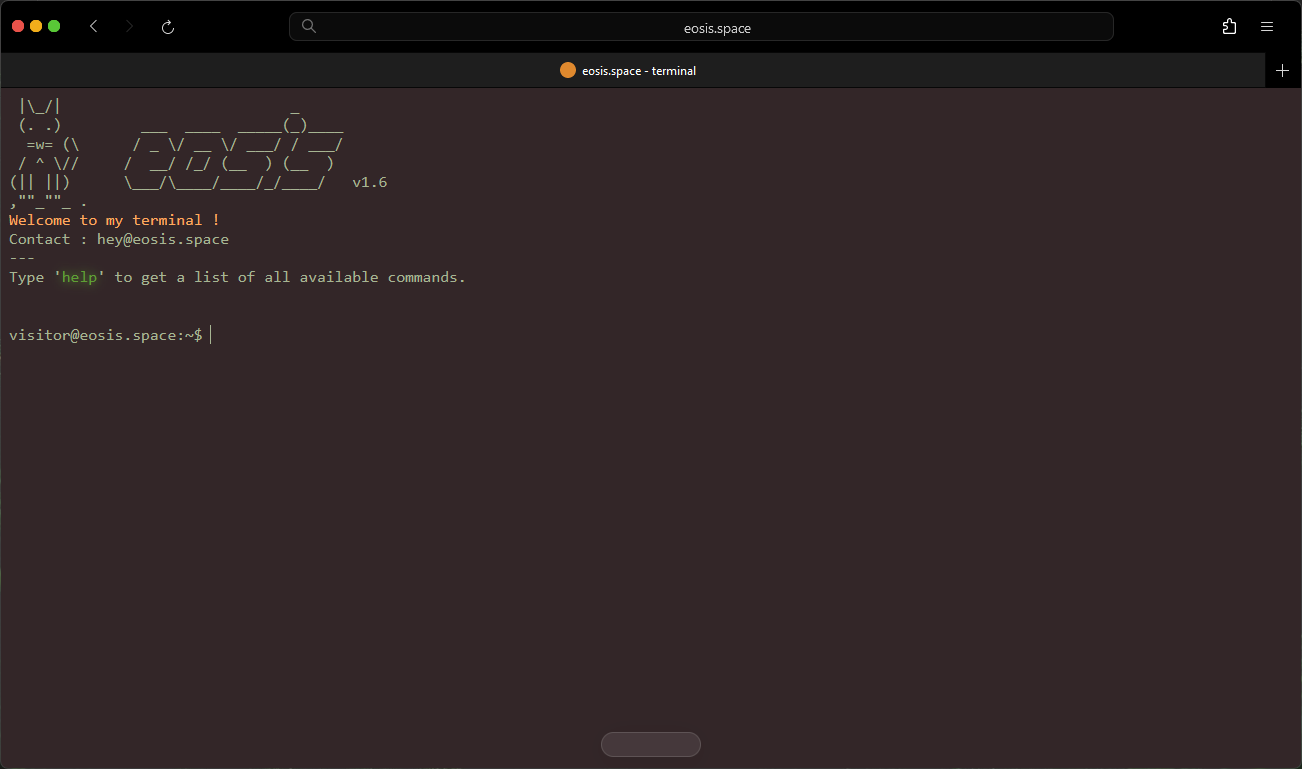 eosis.space
eosis.space - terminal
 |\_/|                          _
 (. .)         ___  ____  _____(_)____
  =w= (\      / _ \/ __ \/ ___/ / ___/
 / ^ \//     /  __/ /_/ (__  ) (__  )
(|| ||)      \___/\____/____/_/____/   v1.6
,""_""_ .
Welcome to my terminal !
Contact : hey@eosis.space
---
Type 'help' to get a list of all available commands.
visitor@eosis.space:~$